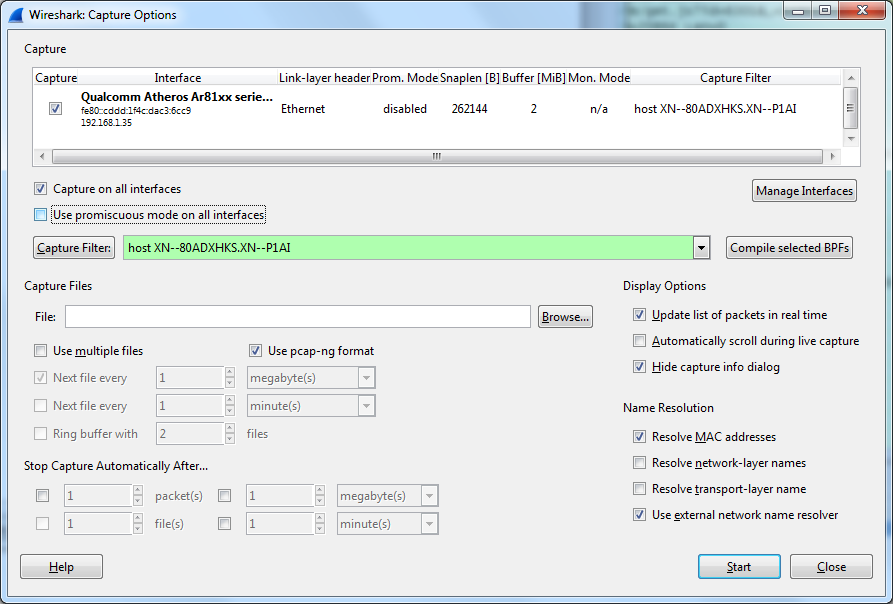 Wireshark: Capture Options
Capture
Capture Interface Link-layer header Prom. Mode Snaplen [B] Buffer [MiB] Mon. Mode Capture Filter
Qualcomm Atheros Ar81xx serie...
fe80::cddd:1f4c:dac3:6cc9
192.168.1.35
Ethernet disabled 262144 2 n/a host XN--80ADXHKS.XN--P1AI
Capture on all interfaces
Manage Interfaces
Use promiscuous mode on all interfaces
Capture Filter: host XN--80ADXHKS.XN--P1AI Compile selected BPFs
Capture Files
File: Browse...
Use multiple files Use pcap-ng format
Next file every 1 megabyte(s)
Next file every 1 minute(s)
Ring buffer with 2 files
Stop Capture Automatically After...
1 packet(s) 1 megabyte(s)
1 file(s) 1 minute(s)
Display Options
Update list of packets in real time
Automatically scroll during live capture
Hide capture info dialog
Name Resolution
Resolve MAC addresses
Resolve network-layer names
Resolve transport-layer name
Use external network name resolver
Help Start Close